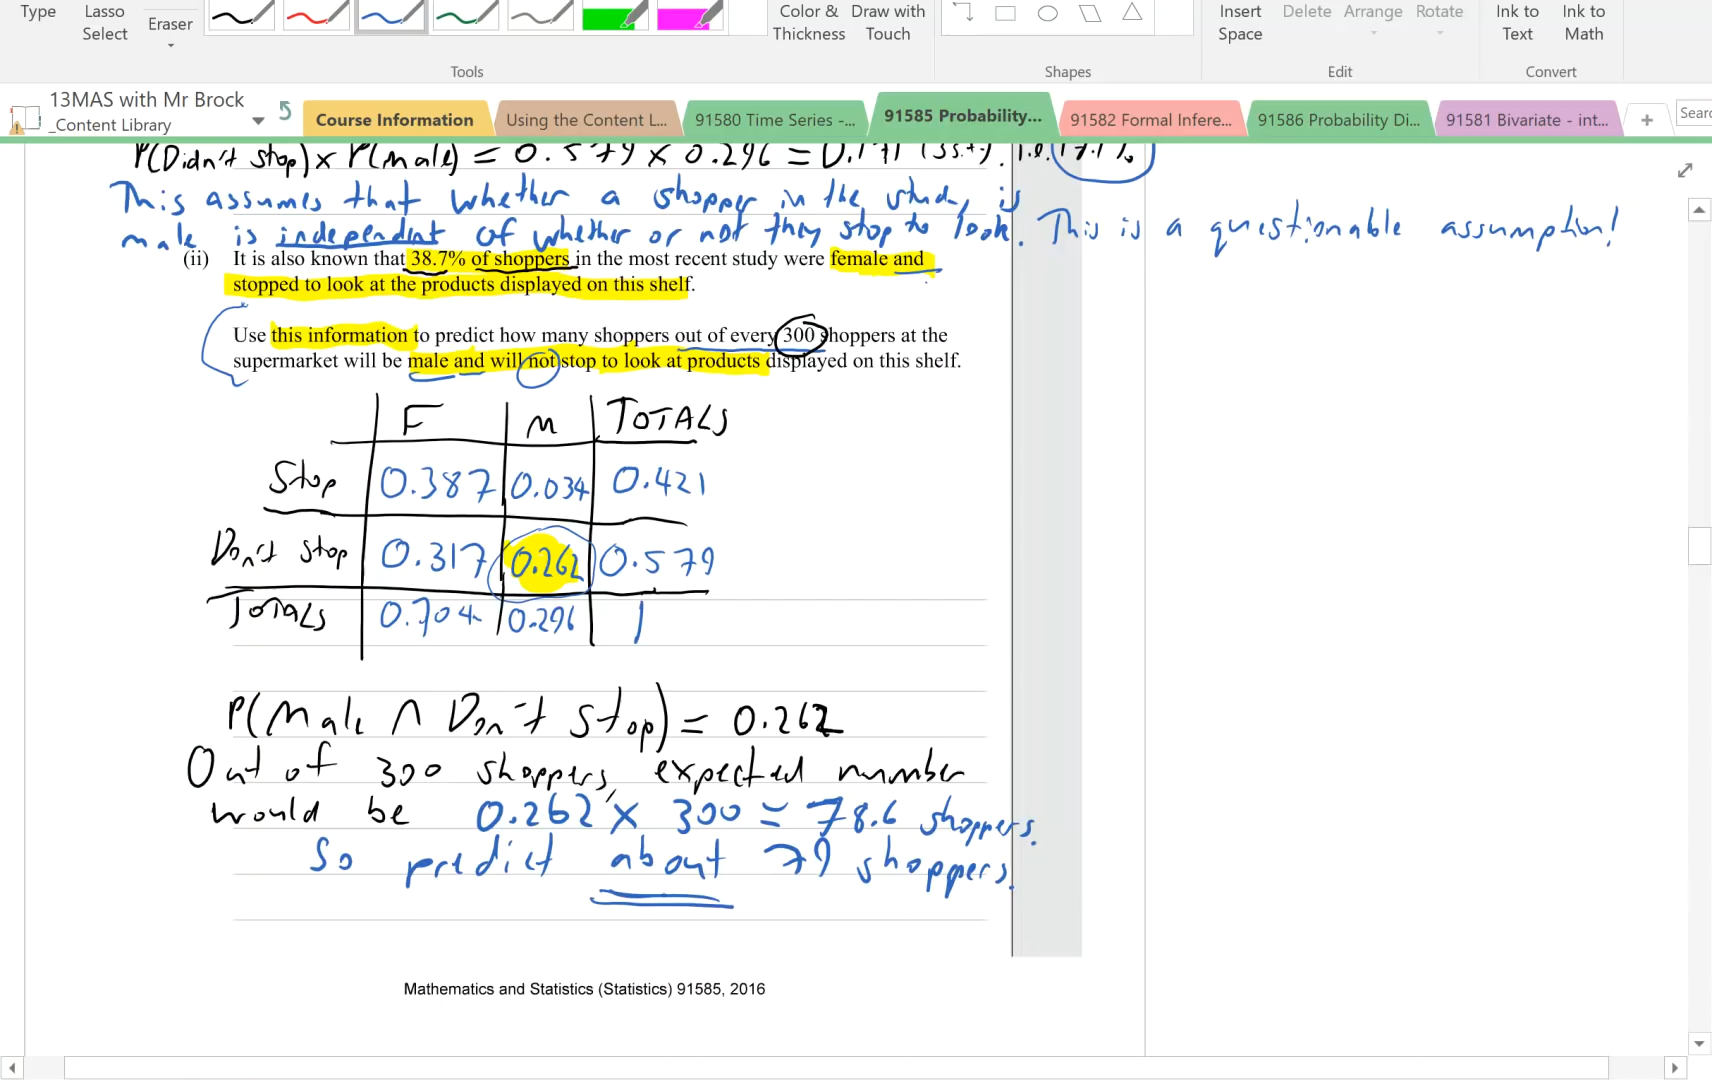 Type
Lasso
Select
Eraser
Color &
Thickness
Draw with
Touch
Insert
Space
Delete
Arrange
Rotate
Ink to
Text
Ink to
Math
Tools
Shapes
Edit
Convert
13MAS with Mr Brock
_Content Library
Course Information
Using the Content L...
91580 Time Series -...
91585 Probability...
91582 Formal Infere...
91586 Probability Di...
91581 Bivariate - int...
+
Sear
P(Didn't stop) x P(Male) = 0.579 x 0.296 = 0.171 (3s.f). i.e. 17.1%
This assumes that whether a shopper in the study is
male is independent of whether or not they stop to look. This is a questionable assumption!
(ii) It is also known that 38.7% of shoppers in the most recent study were female and
stopped to look at the products displayed on this shelf.
Use this information to predict how many shoppers out of every 300 shoppers at the
supermarket will be male and will not stop to look at products displayed on this shelf.
F M TOTALS
Stop 0.387 0.034 0.421
Don't stop 0.317 0.262 0.579
TOTALS 0.704 0.296 1
P(Male ∩ Don't Stop) = 0.262
Out of 300 shoppers, expected number
would be 0.262 x 300 = 78.6 shoppers.
So predict about 79 shoppers.
Mathematics and Statistics (Statistics) 91585, 2016